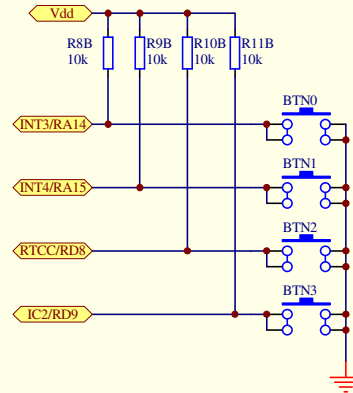 Vdd
R8B R9B R10B R11B
10k 10k 10k 10k
BTN0
INT3/RA14
BTN1
INT4/RA15
BTN2
RTCC/RD8
BTN3
IC2/RD9